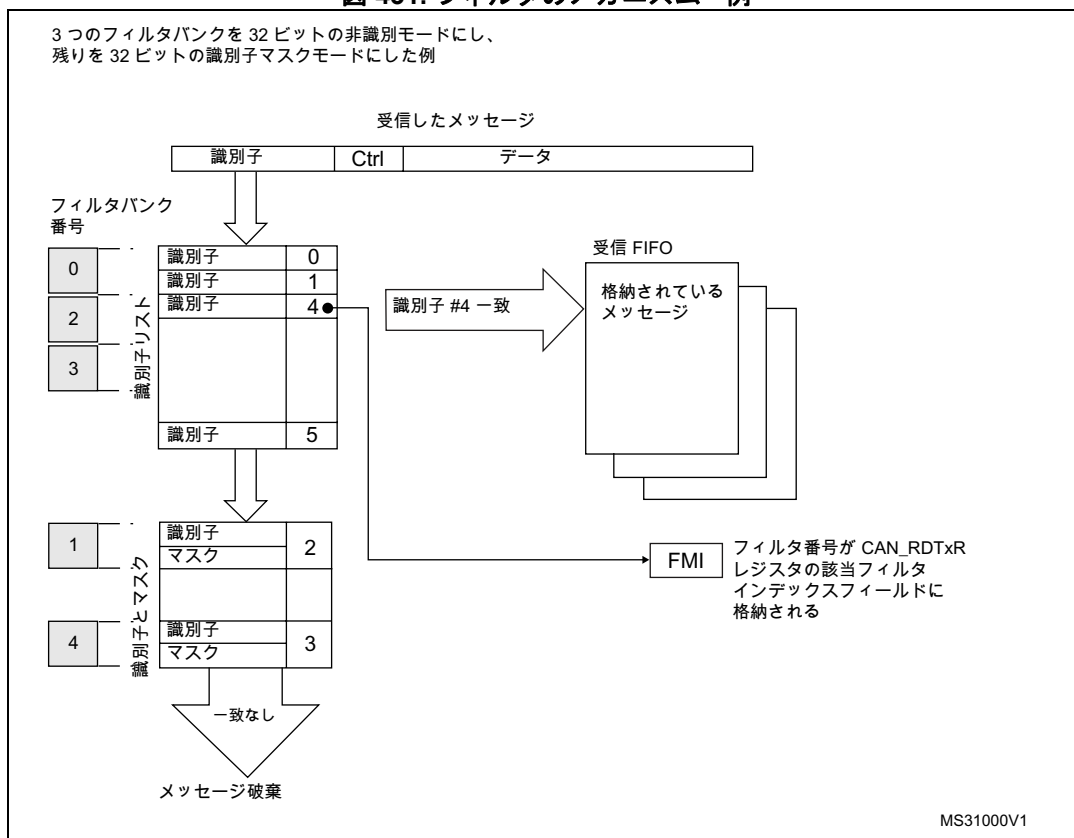 3 つのフィルタバンクを 32 ビットの非識別モードにし、
残りを 32 ビットの識別子マスクモードにした例
受信したメッセージ
識別子 Ctrl データ
フィルタバンク
番号
0
2
3
識別子リスト
識別子 0
識別子 1
識別子 4
識別子 5
識別子 #4 一致
受信 FIFO
格納されている
メッセージ
1
4
識別子とマスク
識別子
マスク
2
識別子
マスク
3
FMI
フィルタ番号が CAN_RDTxR
レジスタの該当フィルタ
インデックスフィールドに
格納される
一致なし
メッセージ破棄
MS31000V1